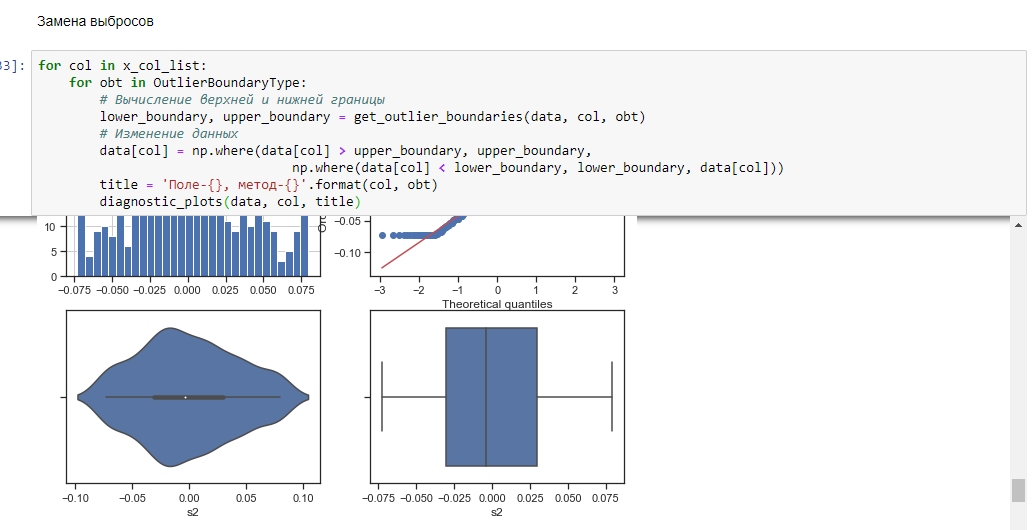 Замена выбросов
33]:
for col in x_col_list:
for obt in OutlierBoundaryType:
# Вычисление верхней и нижней границы
lower_boundary, upper_boundary = get_outlier_boundaries(data, col, obt)
# Изменение данных
data[col] = np.where(data[col] > upper_boundary, upper_boundary,
np.where(data[col] < lower_boundary, lower_boundary, data[col]))
title = 'Поле-{}, метод-{}'.format(col, obt)
diagnostic_plots(data, col, title)
10
5
0
−0.075 −0.050 −0.025 0.000 0.025 0.050 0.075
−0.05
−0.10
−3 −2 −1 0 1 2 3
Theoretical quantiles
−0.10 −0.05 0.00 0.05 0.10
s2
−0.075 −0.050 −0.025 0.000 0.025 0.050 0.075
s2